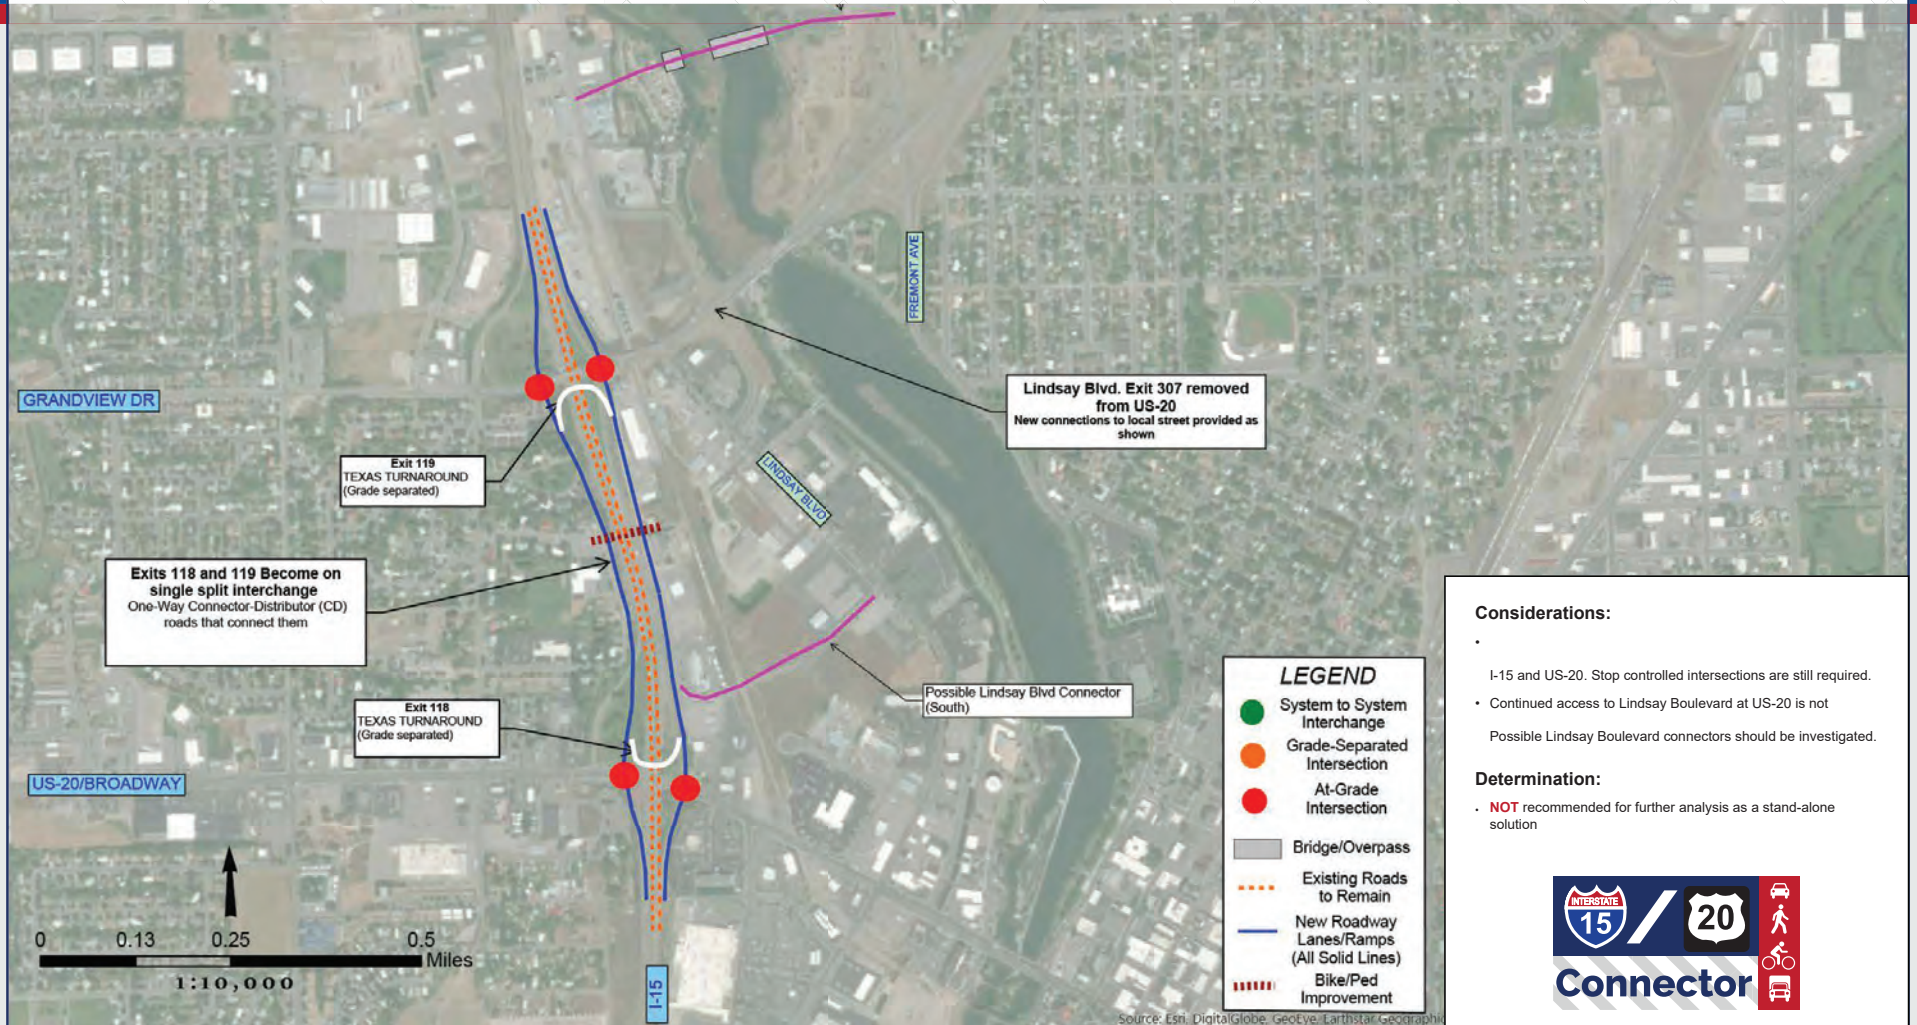 FREMONT AVE
GRANDVIEW DR
Lindsay Blvd. Exit 307 removed
from US-20
New connections to local street provided as
shown
Exit 119
TEXAS TURNAROUND
(Grade separated)
LINDSAY BLVD
Exits 118 and 119 Become on
single split interchange
One-Way Connector-Distributor (CD)
roads that connect them
Possible Lindsay Blvd Connector
(South)
Exit 118
TEXAS TURNAROUND
(Grade separated)
US-20/BROADWAY
0 0.13 0.25 0.5
Miles
1:10,000
I-15
LEGEND
System to System
Interchange
Grade-Separated
Intersection
At-Grade
Intersection
Bridge/Overpass
Existing Roads
to Remain
New Roadway
Lanes/Ramps
(All Solid Lines)
Bike/Ped
Improvement
Source: Esri, DigitalGlobe, GeoEye, Earthstar Geographic
Considerations:
•
I-15 and US-20. Stop controlled intersections are still required.
• Continued access to Lindsay Boulevard at US-20 is not
Possible Lindsay Boulevard connectors should be investigated.
Determination:
• NOT recommended for further analysis as a stand-alone
solution
INTERSTATE
15
20
Connector